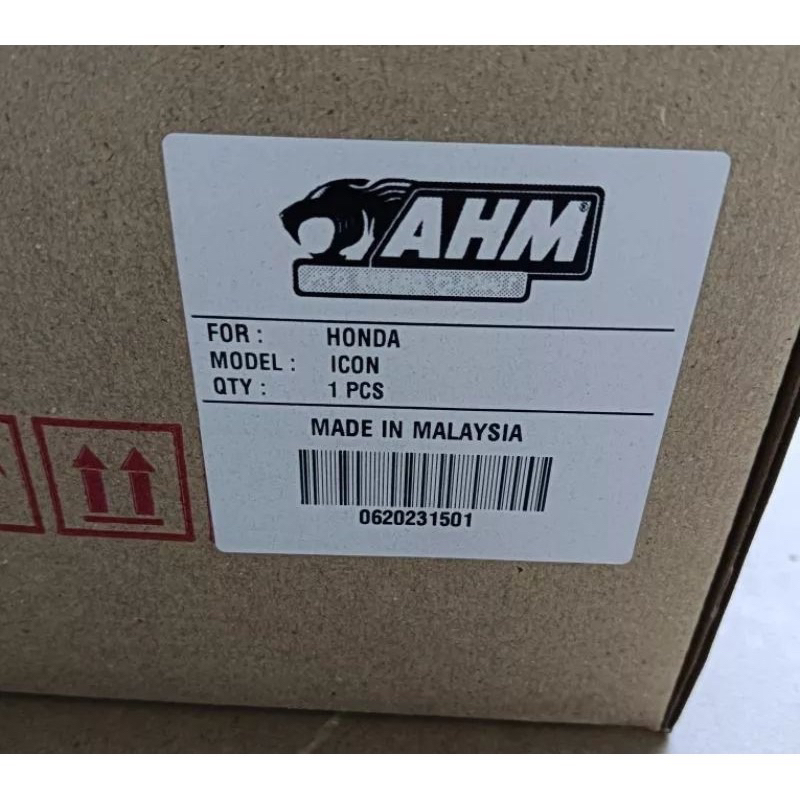 AHM®
FOR : HONDA
MODEL : ICON
QTY : 1 PCS
MADE IN MALAYSIA
0620231501